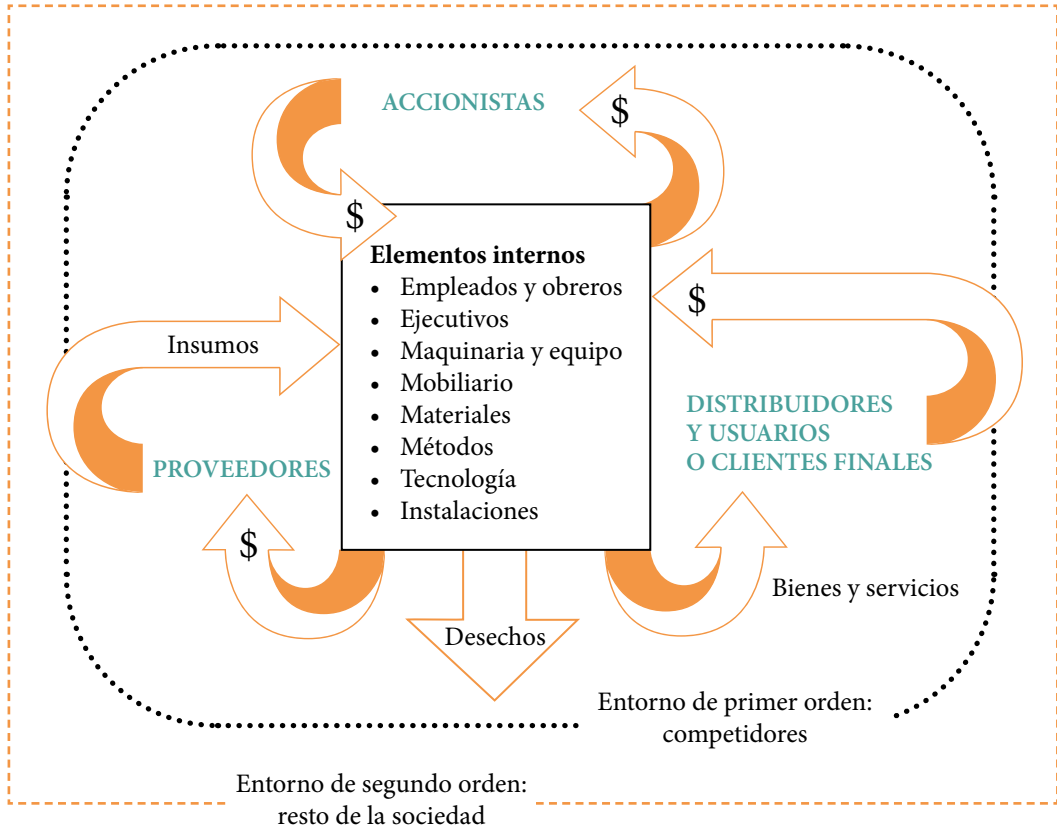 ACCIONISTAS
$
$
Elementos internos
• Empleados y obreros
• Ejecutivos
• Maquinaria y equipo
• Mobiliario
• Materiales
• Métodos
• Tecnología
• Instalaciones
$
Insumos
PROVEEDORES
$
DISTRIBUIDORES
Y USUARIOS
O CLIENTES FINALES
Bienes y servicios
Desechos
Entorno de primer orden:
competidores
Entorno de segundo orden:
resto de la sociedad